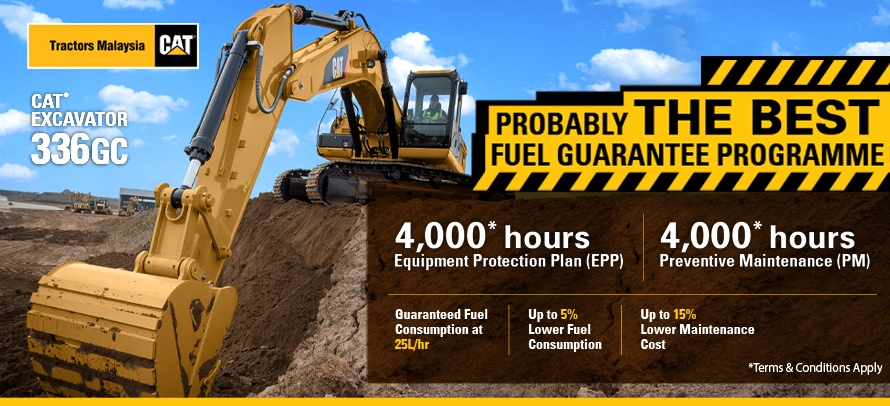 Tractors Malaysia
CAT
CAT®
EXCAVATOR
336GC
CAT
PROBABLY THE BEST
FUEL GUARANTEE PROGRAMME
4,000* hours
Equipment Protection Plan (EPP)
4,000* hours
Preventive Maintenance (PM)
Guaranteed Fuel
Consumption at
25L/hr
Up to 5%
Lower Fuel
Consumption
Up to 15%
Lower Maintenance
Cost
*Terms & Conditions Apply
CAT